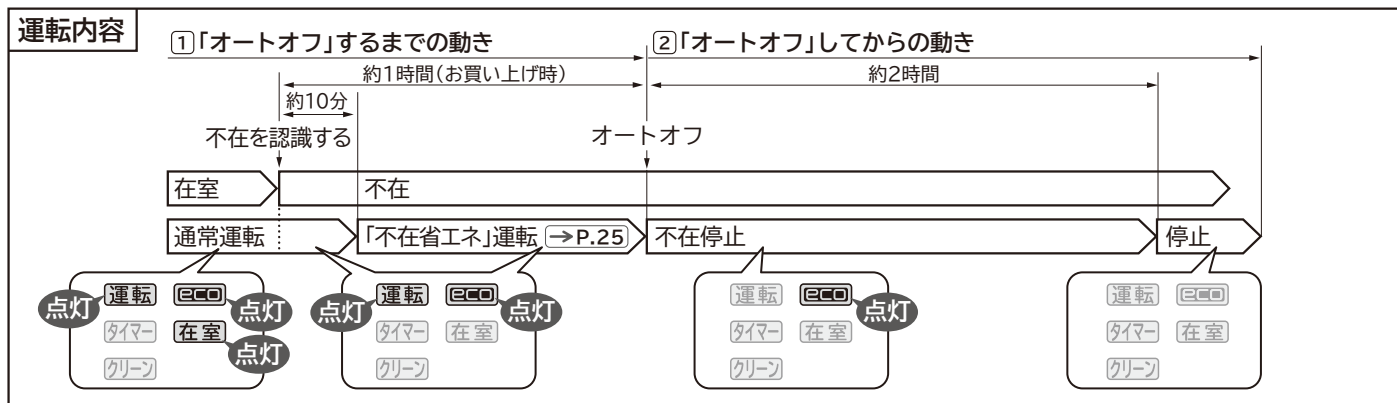 運転内容
1「オートオフ」するまでの動き
2「オートオフ」してからの動き
約1時間(お買い上げ時)
約2時間
約10分
不在を認識する
オートオフ
在室
不在
通常運転
「不在省エネ」運転 →P.25
不在停止
停止
点灯 運転 eco 点灯
タイマー 在室 点灯
クリーン
点灯 運転 eco 点灯
タイマー 在室
クリーン
運転 eco 点灯
タイマー 在室
クリーン
運転 eco
タイマー 在室
クリーン